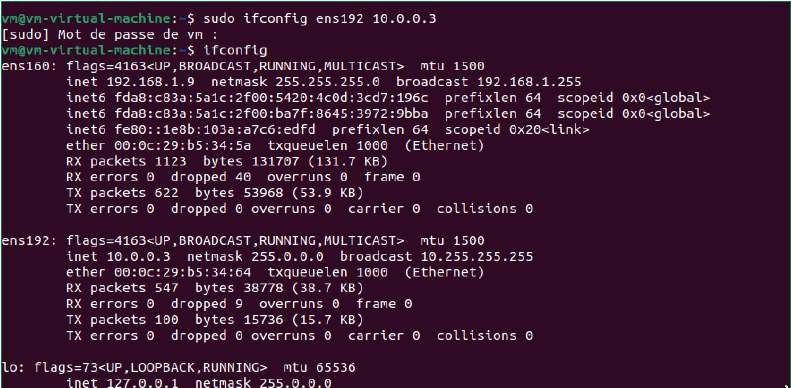 vm@vm-virtual-machine:~$ sudo ifconfig ens192 10.0.0.3
[sudo] Mot de passe de vm :
vm@vm-virtual-machine:~$ ifconfig
ens160: flags=4163<UP,BROADCAST,RUNNING,MULTICAST>  mtu 1500
        inet 192.168.1.9  netmask 255.255.255.0  broadcast 192.168.1.255
        inet6 fda8:c83a:5a1c:2f00:5420:4c0d:3cd7:196c  prefixlen 64  scopeid 0x0<global>
        inet6 fda8:c83a:5a1c:2f00:ba7f:8645:3972:9bba  prefixlen 64  scopeid 0x0<global>
        inet6 fe80::1e8b:103a:a7c6:edfd  prefixlen 64  scopeid 0x20<link>
        ether 00:0c:29:b5:34:5a  txqueuelen 1000  (Ethernet)
        RX packets 1123  bytes 131707 (131.7 KB)
        RX errors 0  dropped 40  overruns 0  frame 0
        TX packets 622  bytes 53968 (53.9 KB)
        TX errors 0  dropped 0 overruns 0  carrier 0  collisions 0

ens192: flags=4163<UP,BROADCAST,RUNNING,MULTICAST>  mtu 1500
        inet 10.0.0.3  netmask 255.0.0.0  broadcast 10.255.255.255
        ether 00:0c:29:b5:34:64  txqueuelen 1000  (Ethernet)
        RX packets 547  bytes 38778 (38.7 KB)
        RX errors 0  dropped 9  overruns 0  frame 0
        TX packets 100  bytes 15736 (15.7 KB)
        TX errors 0  dropped 0 overruns 0  carrier 0  collisions 0

lo: flags=73<UP,LOOPBACK,RUNNING>  mtu 65536
        inet 127.0.0.1  netmask 255.0.0.0